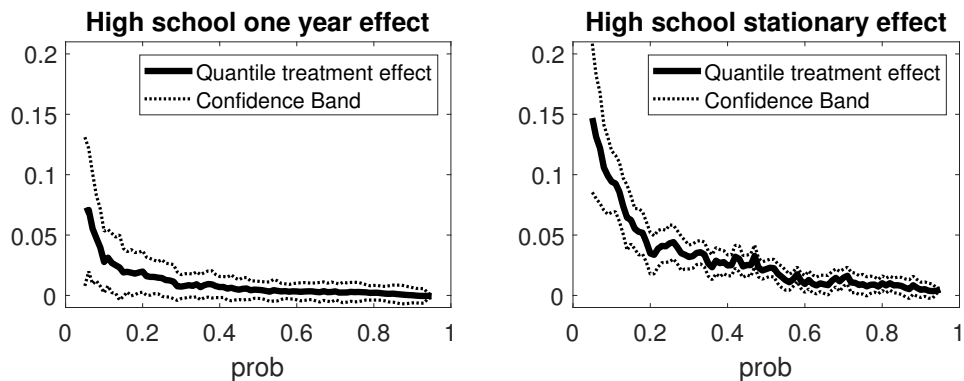 High school one year effect
0.2
0.15
0.1
0.05
0
Quantile treatment effect
Confidence Band
0
0.2
0.4
0.6
0.8
1
prob
High school stationary effect
0.2
0.15
0.1
0.05
0
Quantile treatment effect
Confidence Band
0
0.2
0.4
0.6
0.8
1
prob